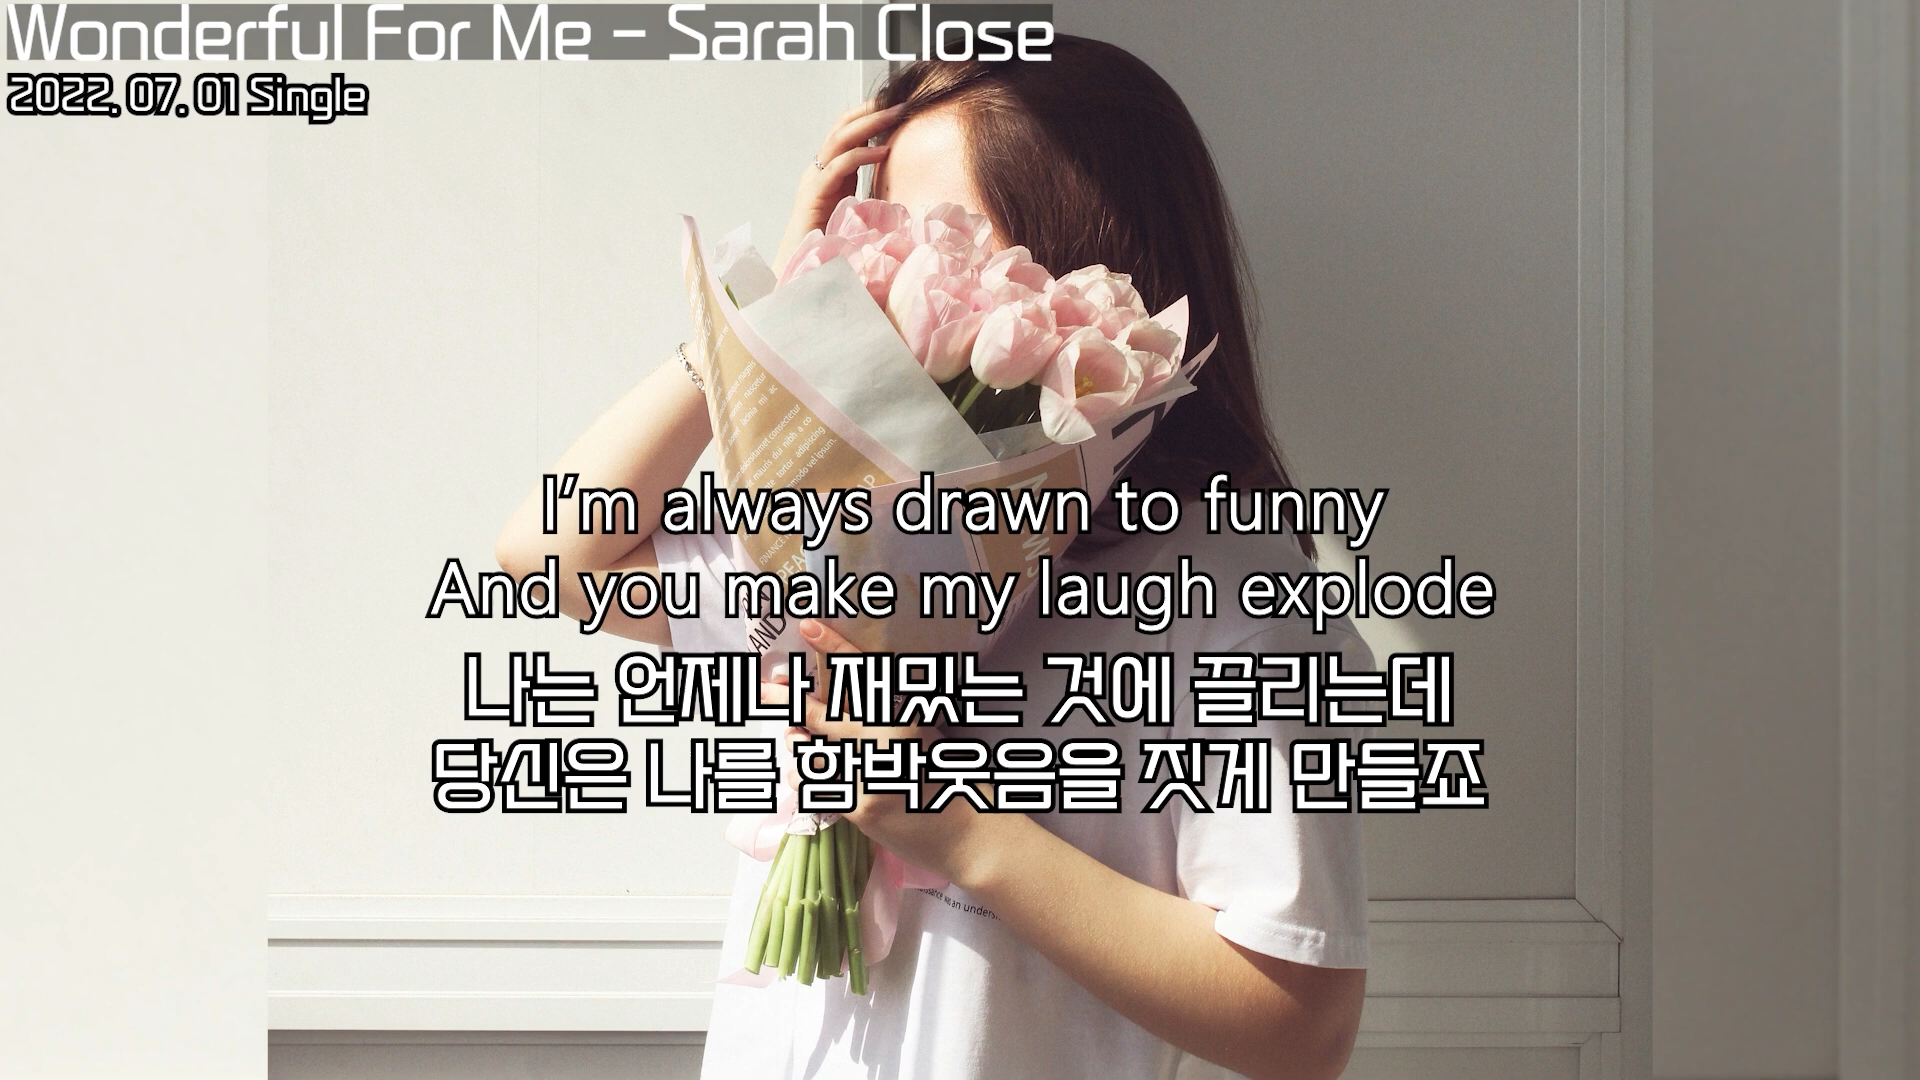 Wonderful For Me - Sarah Close
2022. 07. 01 Single
I'm always drawn to funny
And you make my laugh explode
나는 언제나 재밌는 것에 끌리는데
당신은 나를 함박웃음을 짓게 만들죠